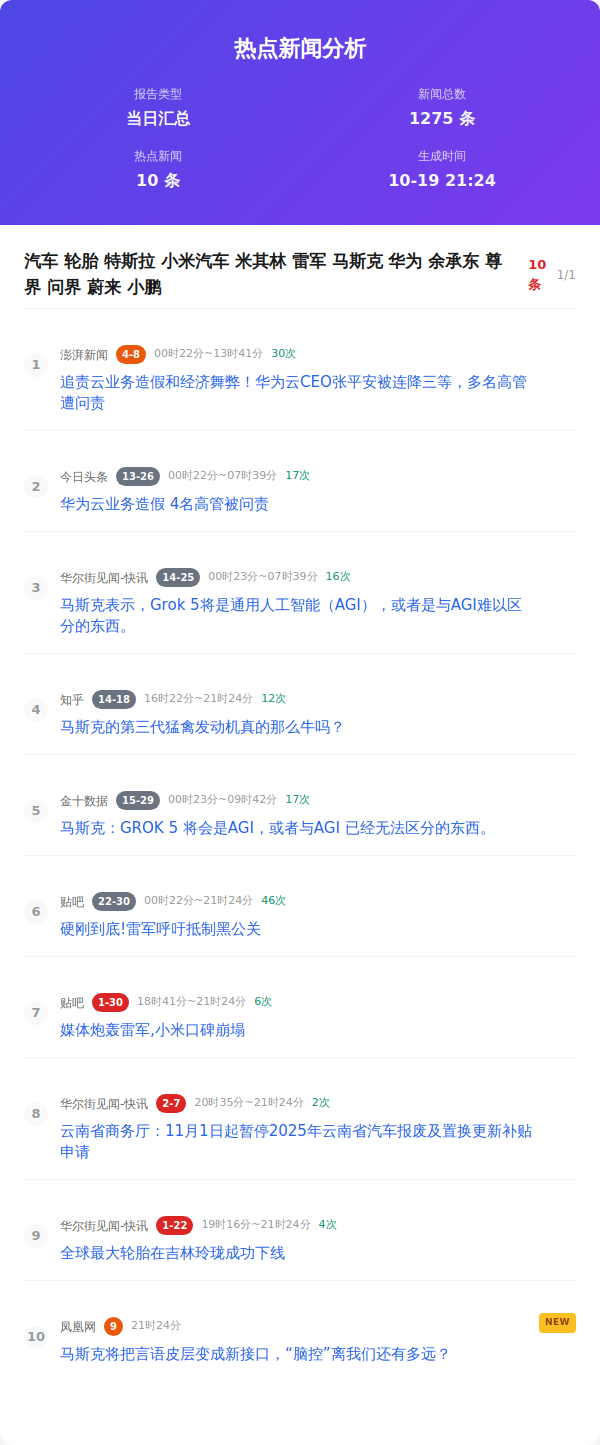 热点新闻分析
报告类型
当日汇总
新闻总数
1275 条
热点新闻
10 条
生成时间
10-19 21:24
汽车 轮胎 特斯拉 小米汽车 米其林 雷军 马斯克 华为 余承东 尊
界 问界 蔚来 小鹏
10
条
1/1
1
澎湃新闻 4-8 00时22分~13时41分 30次
追责云业务造假和经济舞弊！华为云CEO张平安被连降三等，多名高管
遭问责
2
今日头条 13-26 00时22分~07时39分 17次
华为云业务造假 4名高管被问责
3
华尔街见闻-快讯 14-25 00时23分~07时39分 16次
马斯克表示，Grok 5将是通用人工智能（AGI），或者是与AGI难以区
分的东西。
4
知乎 14-18 16时22分~21时24分 12次
马斯克的第三代猛禽发动机真的那么牛吗？
5
金十数据 15-29 00时23分~09时42分 17次
马斯克：GROK 5 将会是AGI，或者与AGI 已经无法区分的东西。
6
贴吧 22-30 00时22分~21时24分 46次
硬刚到底!雷军呼吁抵制黑公关
7
贴吧 1-30 18时41分~21时24分 6次
媒体炮轰雷军,小米口碑崩塌
8
华尔街见闻-快讯 2-7 20时35分~21时24分 2次
云南省商务厅：11月1日起暂停2025年云南省汽车报废及置换更新补贴
申请
9
华尔街见闻-快讯 1-22 19时16分~21时24分 4次
全球最大轮胎在吉林玲珑成功下线
10
凤凰网 9 21时24分
NEW
马斯克将把言语皮层变成新接口，“脑控”离我们还有多远？